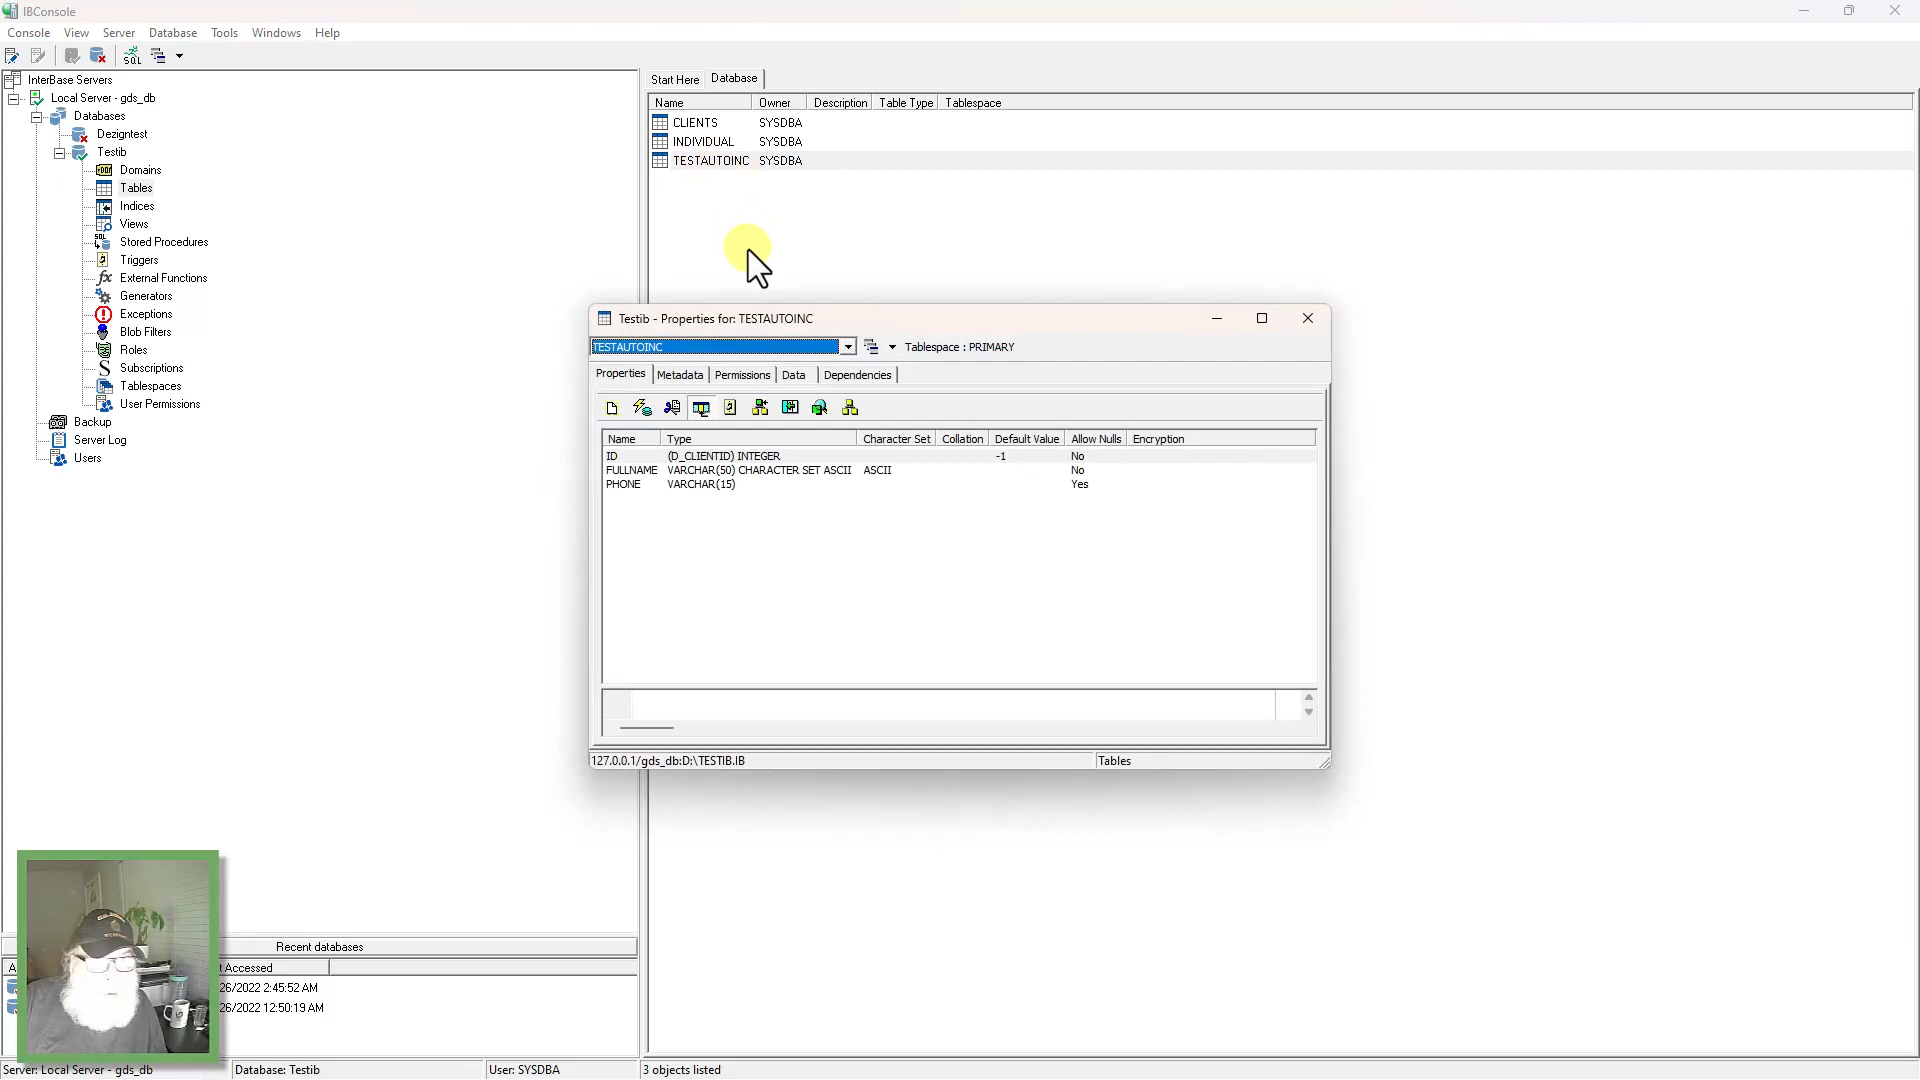 IBConsole
Console View Server Database Tools Windows Help
SQL
InterBase Servers
Local Server - gds_db
Databases
Dezigntest
Testib
Domains
Tables
Indices
Views
Stored Procedures
Triggers
External Functions
Generators
Exceptions
Blob Filters
Roles
Subscriptions
Tablespaces
User Permissions
Backup
Server Log
Users
Start Here Database
Name Owner Description Table Type Tablespace
CLIENTS SYSDBA
INDIVIDUAL SYSDBA
TESTAUTOINC SYSDBA
Testib - Properties for: TESTAUTOINC
TESTAUTOINC Tablespace : PRIMARY
Properties Metadata Permissions Data Dependencies
Name Type Character Set Collation Default Value Allow Nulls Encryption
ID (D_CLIENTID) INTEGER -1 No
FULLNAME VARCHAR(50) CHARACTER SET ASCII ASCII No
PHONE VARCHAR(15) Yes
127.0.0.1/gds_db:D:\TESTIB.IB Tables
Recent databases
t Accessed
26/2022 2:45:52 AM
26/2022 12:50:19 AM
Server: Local Server - gds_db Database: Testib User: SYSDBA 3 objects listed